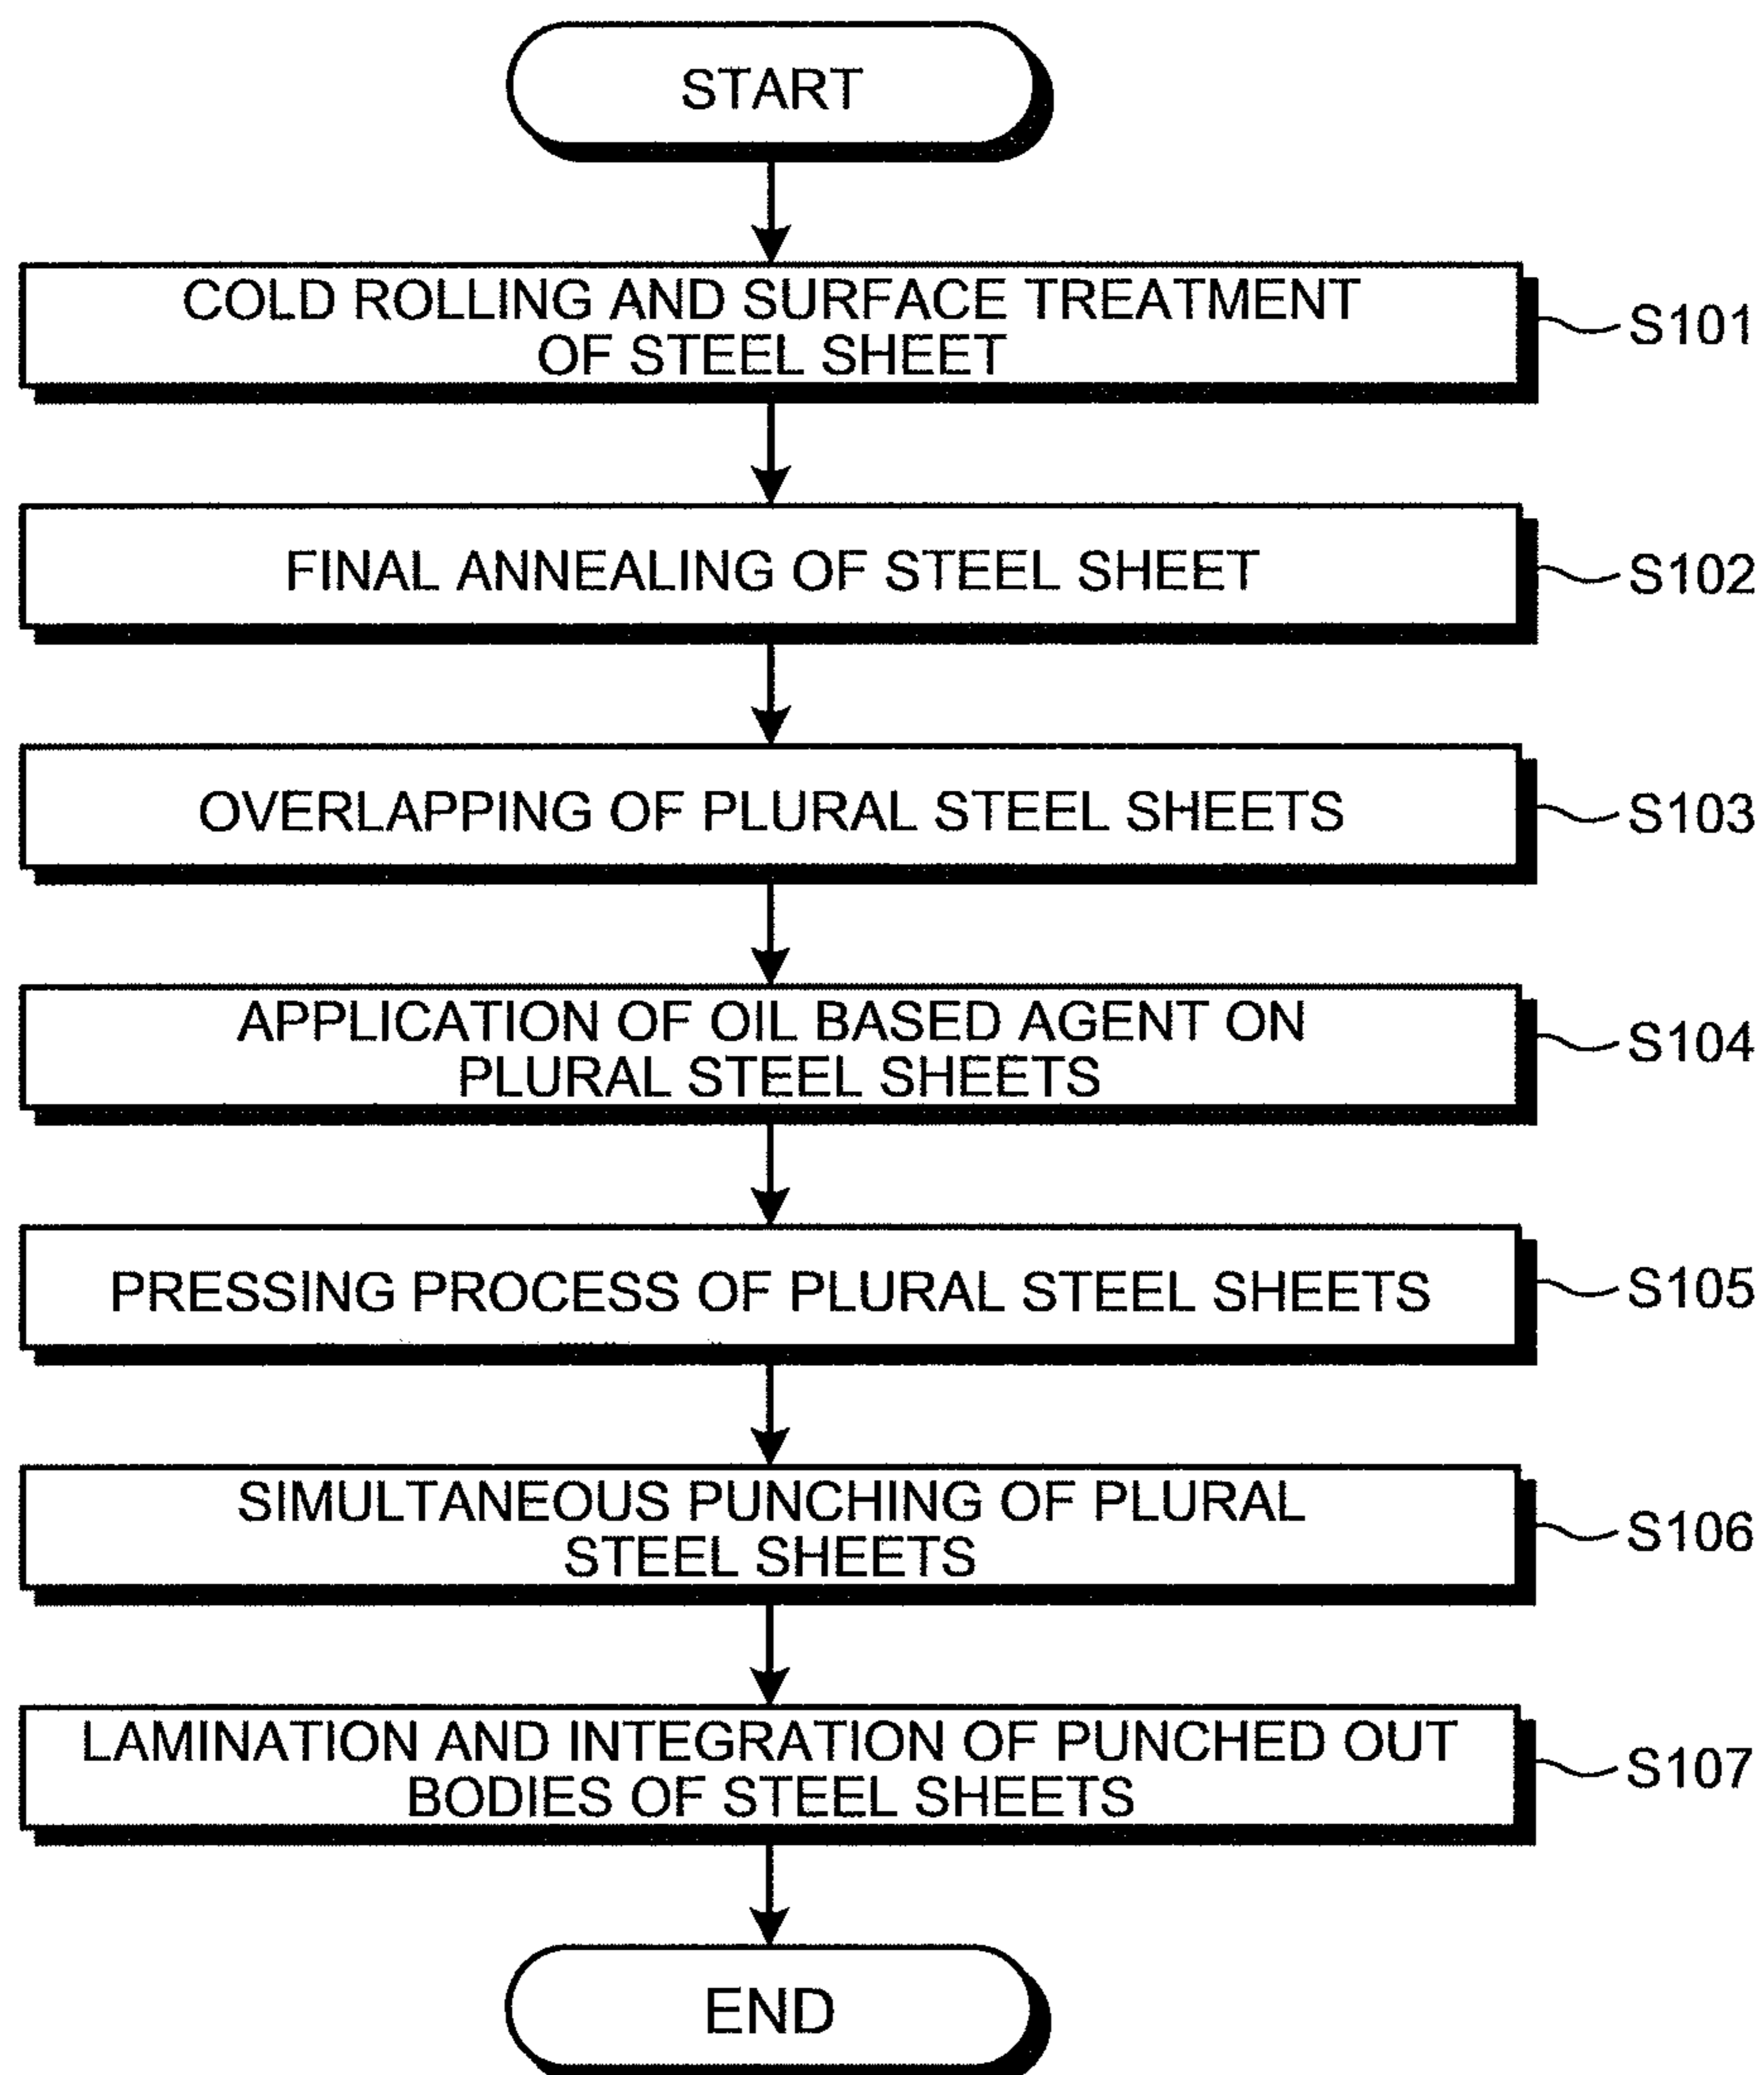 START
COLD ROLLING AND SURFACE TREATMENT
OF STEEL SHEET
S101
FINAL ANNEALING OF STEEL SHEET
S102
OVERLAPPING OF PLURAL STEEL SHEETS
S103
APPLICATION OF OIL BASED AGENT ON
PLURAL STEEL SHEETS
S104
PRESSING PROCESS OF PLURAL STEEL SHEETS
S105
SIMULTANEOUS PUNCHING OF PLURAL
STEEL SHEETS
S106
LAMINATION AND INTEGRATION OF PUNCHED OUT
BODIES OF STEEL SHEETS
S107
END